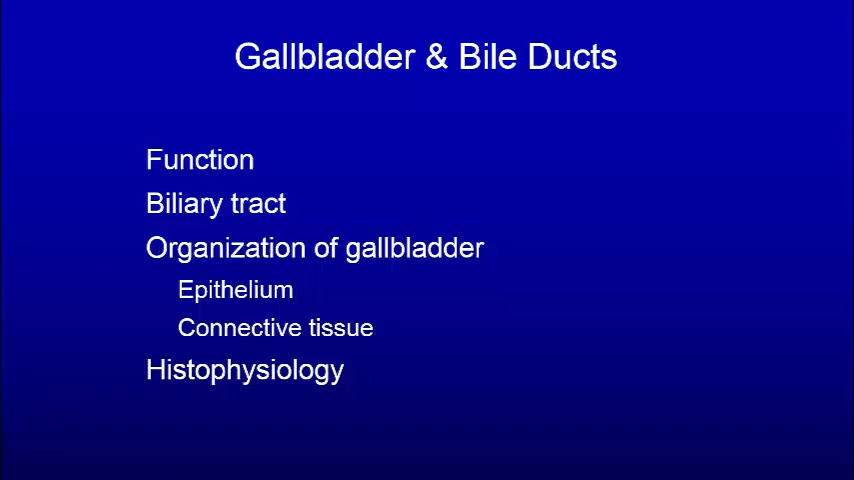 Gallbladder & Bile Ducts
Function
Biliary tract
Organization of gallbladder
Epithelium
Connective tissue
Histophysiology